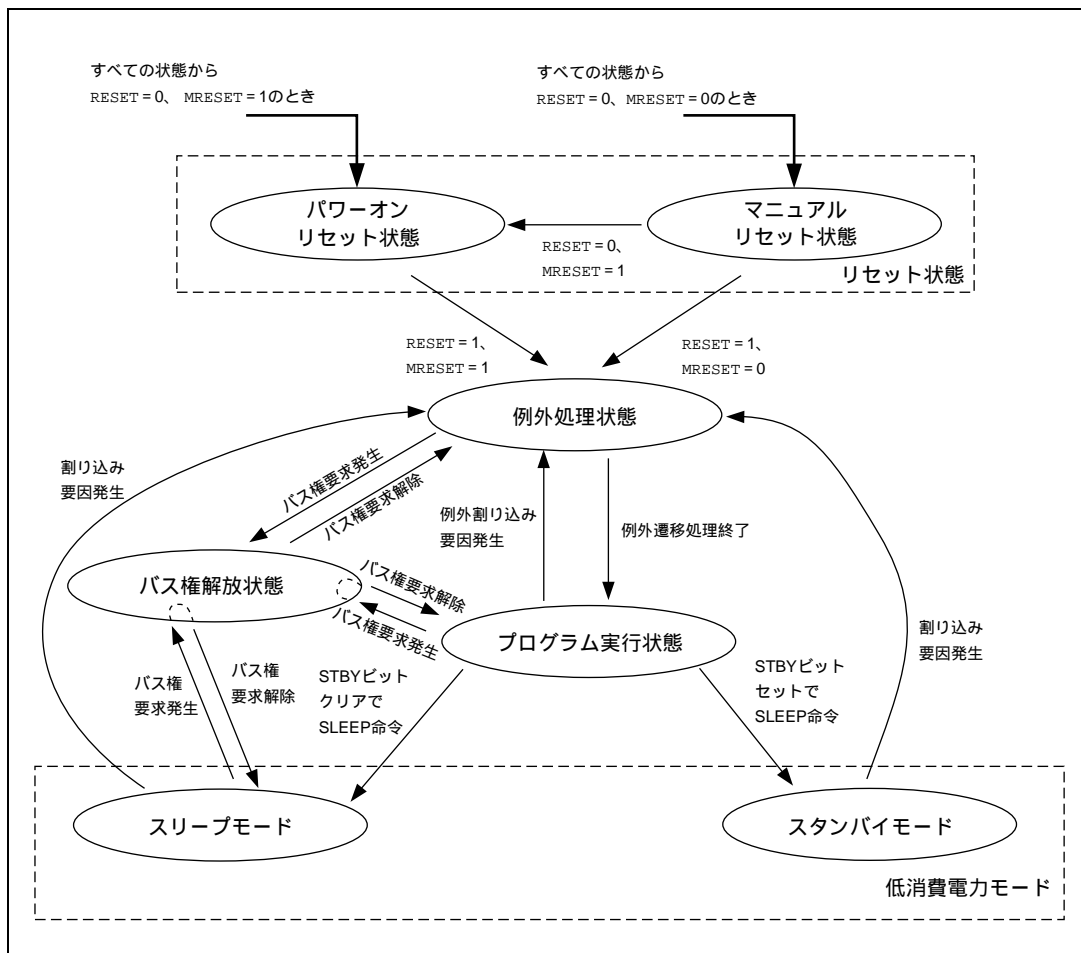 すべての状態から
RESET = 0、 MRESET = 1のとき
すべての状態から
RESET = 0、MRESET = 0のとき
パワーオン
リセット状態
マニュアル
リセット状態
RESET = 0、
MRESET = 1
リセット状態
RESET = 1、
MRESET = 1
RESET = 1、
MRESET = 0
例外処理状態
割り込み
要因発生
バス権要求発生
バス権要求解除
例外割り込み
要因発生
例外遷移処理終了
バス権解放状態
バス権要求解除
バス権要求発生
プログラム実行状態
割り込み
要因発生
バス権
要求発生
バス権
要求解除
STBYビット
クリアで
SLEEP命令
STBYビット
セットで
SLEEP命令
スリープモード
スタンバイモード
低消費電力モード